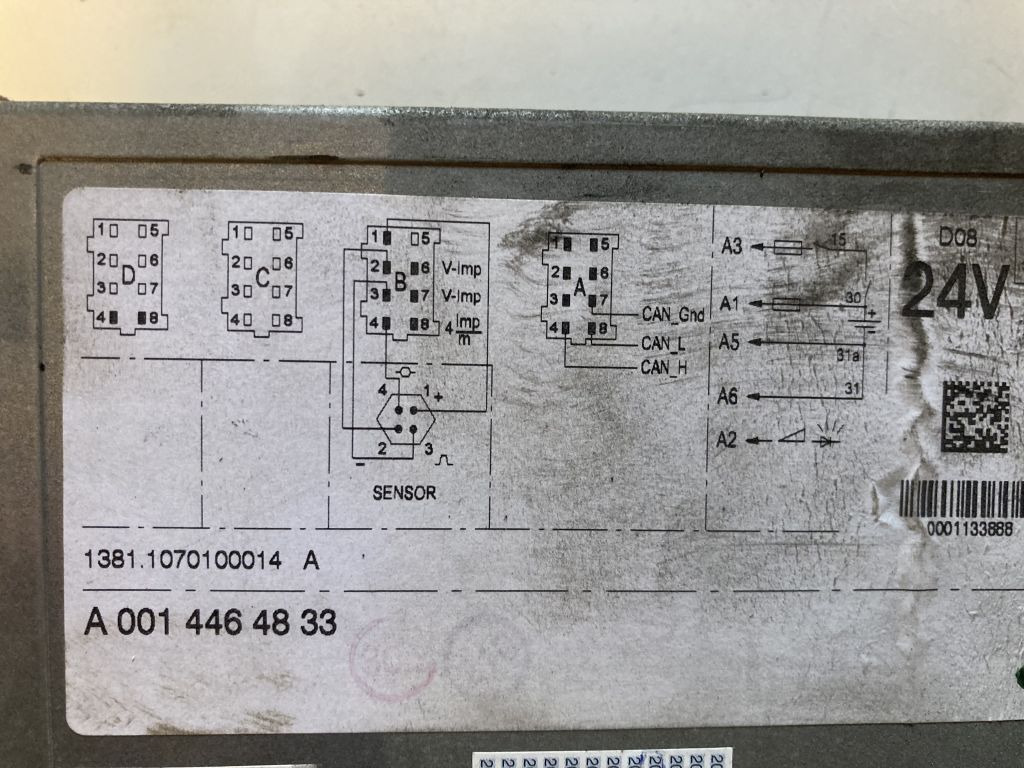 1 5
2 6
3 7
4 8
D
1 5
2 6
3 7
4 8
C
1 5
2 6 V-Imp
3 7 V-Imp
4 8 4 Imp
m
B
1 5
2 6
3 7
4 8
A
CAN_Gnd
CAN_L
CAN_H
4 1 +
2 3
-
SENSOR
A3 15
A1 30
+
-
A5 31a
A6 31
A2
D08
24V
0001133888
1381.1070100014 A
A 001 446 48 33